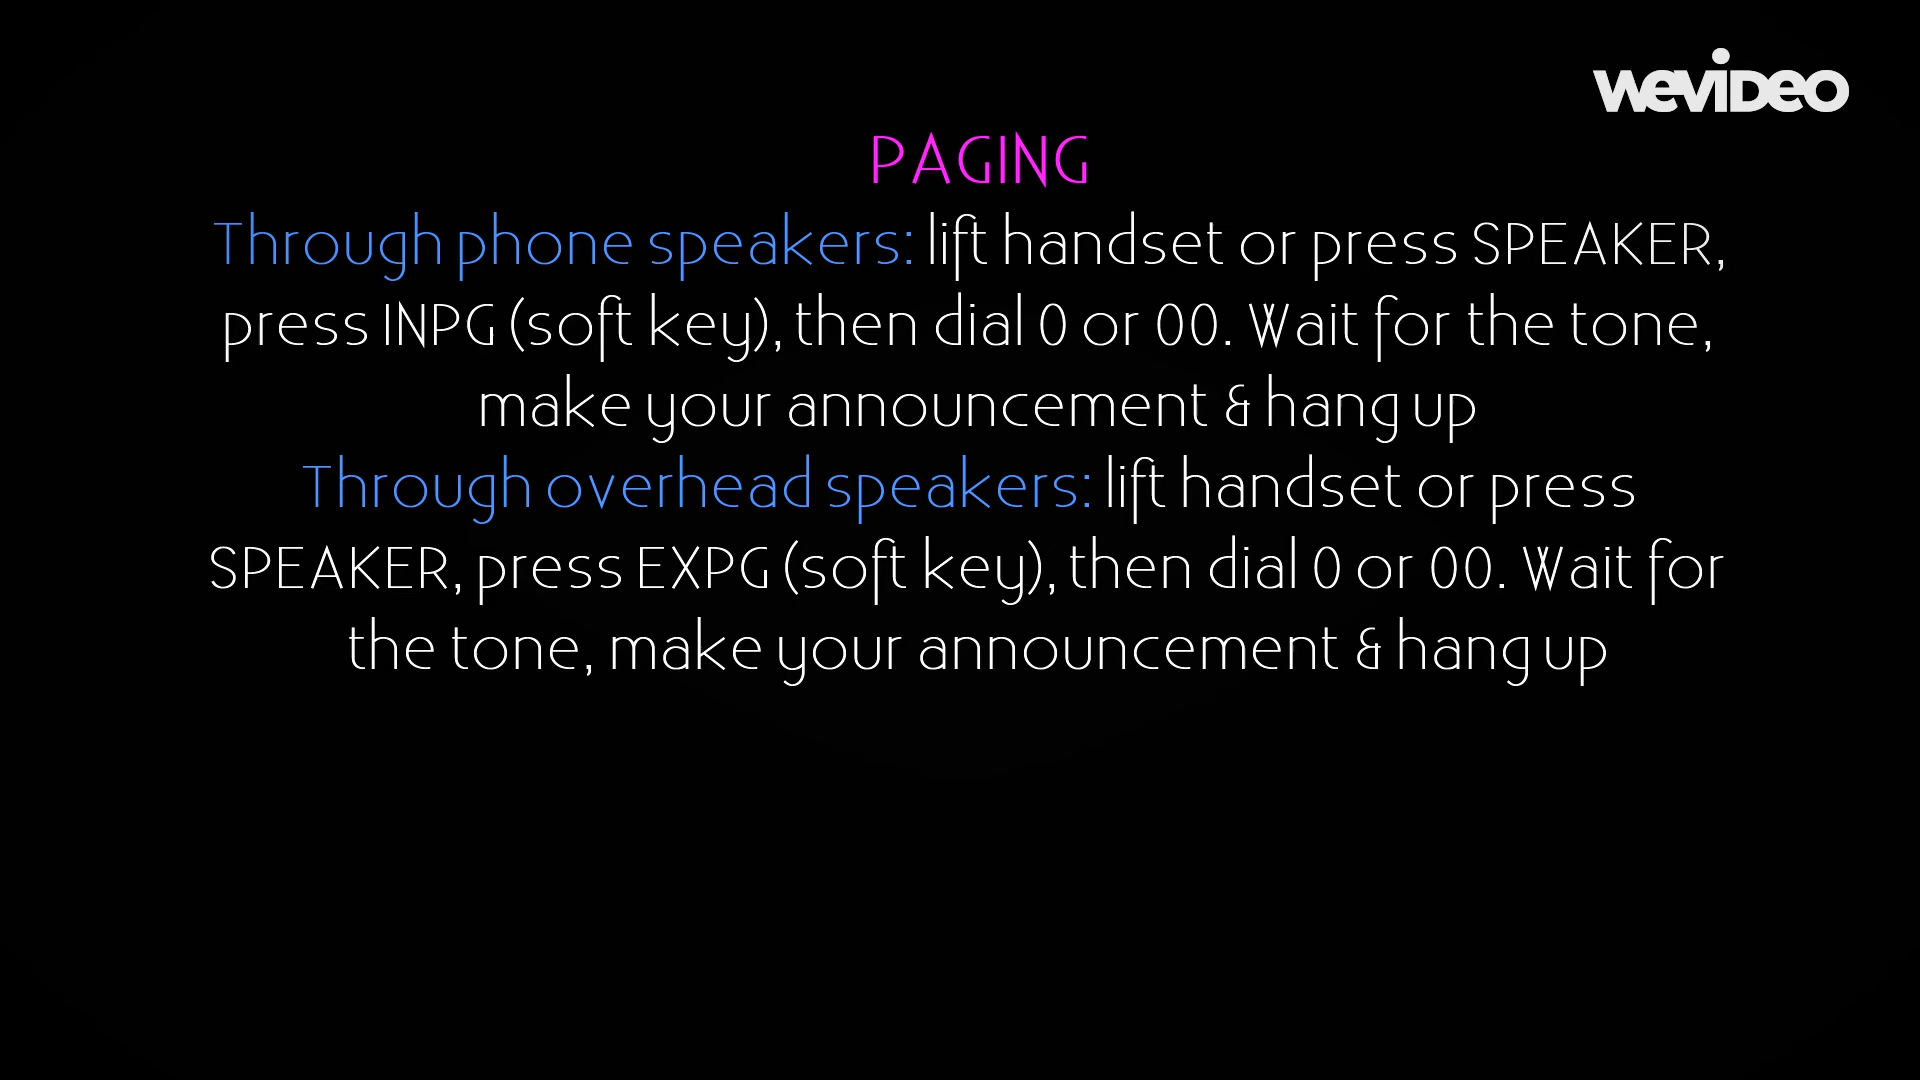 wevideo
PAGING
Through phone speakers: lift handset or press SPEAKER,
press INPG (soft key), then dial 0 or 00. Wait for the tone,
make your announcement & hang up
Through overhead speakers: lift handset or press
SPEAKER, press EXPG (soft key), then dial 0 or 00. Wait for
the tone, make your announcement & hang up